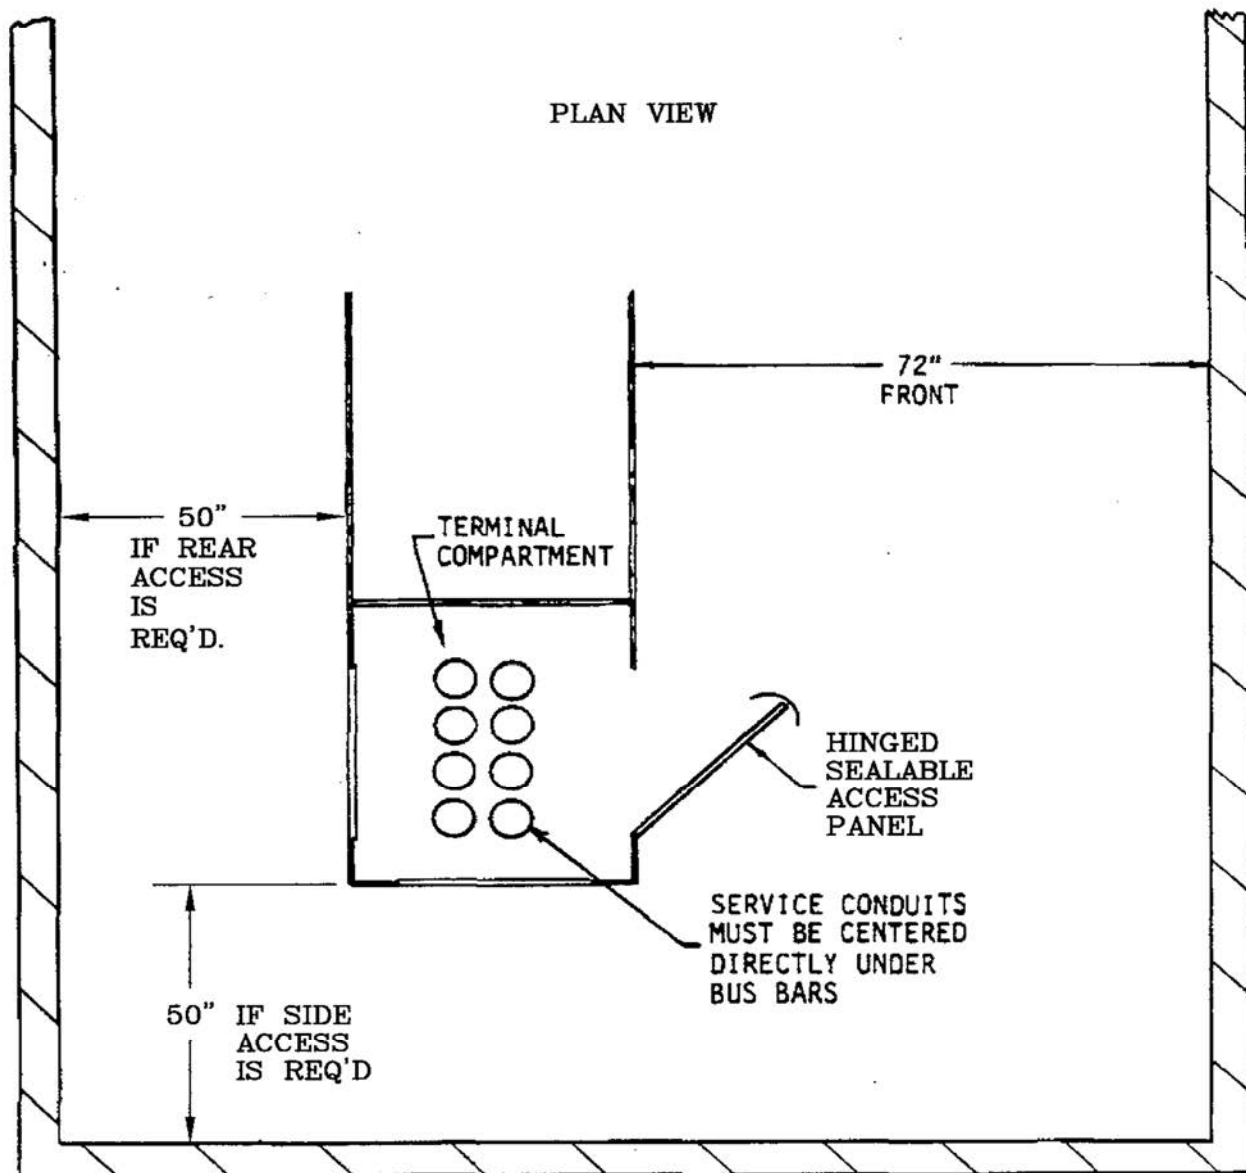 PLAN VIEW
72"
FRONT
50"
IF REAR
ACCESS
IS
REQ'D.
TERMINAL
COMPARTMENT
HINGED
SEALABLE
ACCESS
PANEL
SERVICE CONDUITS
MUST BE CENTERED
DIRECTLY UNDER
BUS BARS
50" IF SIDE
ACCESS
IS REQ'D